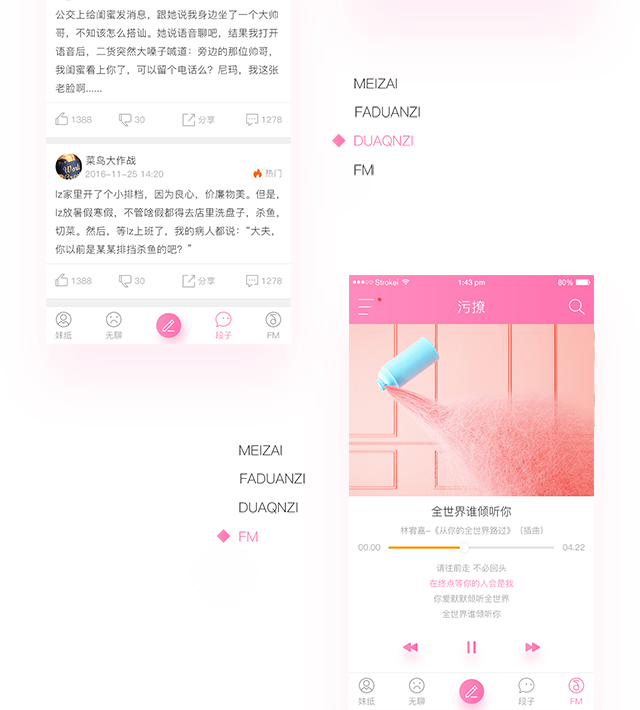 公交上给闺蜜发消息，跟她说我身边坐了一个大帅
哥，不知该怎么搭讪。她说语音聊吧，结果我打开
语音后，二货突然大嗓子喊道：旁边的那位帅哥，
我闺蜜看上你了，可以留个电话么？尼玛，我这张
老脸啊......
1388
30
分享
1278
菜鸟大作战
2016-11-25 14:20
热门
lz家里开了个小排档，因为良心，价廉物美。但是，
lz放暑假寒假，不管啥假都得去店里洗盘子，杀鱼，
切菜。然后，等lz上班了，我的病人都说：“大夫，
你以前是某某排挡杀鱼的吧？”
1388
30
分享
1278
妹纸
无聊
段子
FM
MEIZAI
FADUANZI
DUAQNZI
FM
MEIZAI
FADUANZI
DUAQNZI
FM
Strokei
1:43 pm
80%
污撩
全世界谁倾听你
林宥嘉-《从你的全世界路过》（插曲）
00.00
04.22
请往前走 不必回头
在终点等你的人会是我
你爱默默倾听全世界
全世界谁倾听你
妹纸
无聊
段子
FM